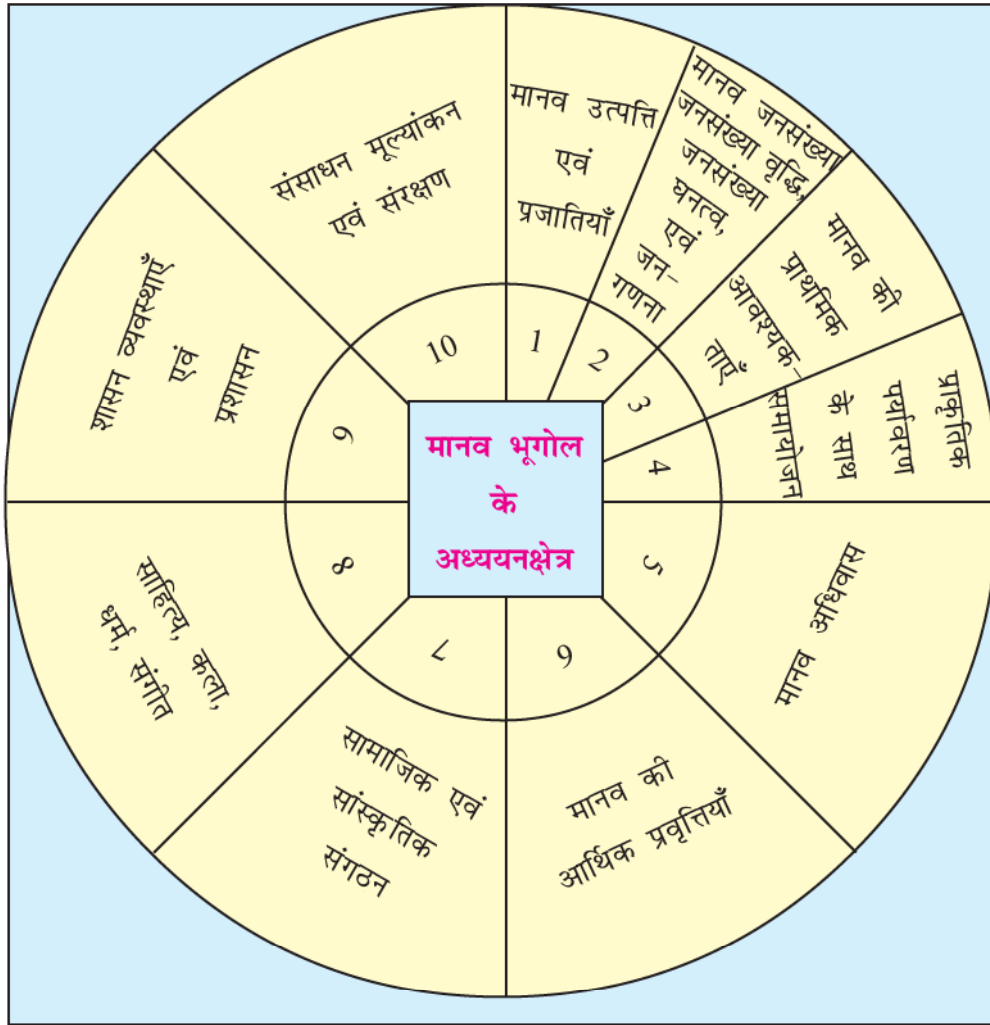 मानव भूगोल
के
अध्ययनक्षेत्र
1
मानव उत्पत्ति
एवं
प्रजातियाँ
2
मानव जनसंख्या
जनसंख्या वृद्धि,
जनसंख्या
घनत्व,
एवं
जन-
गणना
3
मानव की
प्राथमिक
आवश्यक-
ताएँ
4
प्राकृतिक
पर्यावरण
के साथ
समायोजन
5
मानव अधिवास
6
मानव की
आर्थिक प्रवृत्तियाँ
7
सामाजिक एवं
सांस्कृतिक
संगठन
8
साहित्य, कला,
धर्म, संगीत
9
शासन व्यवस्थाएँ
एवं
प्रशासन
10
संसाधन मूल्यांकन
एवं संरक्षण